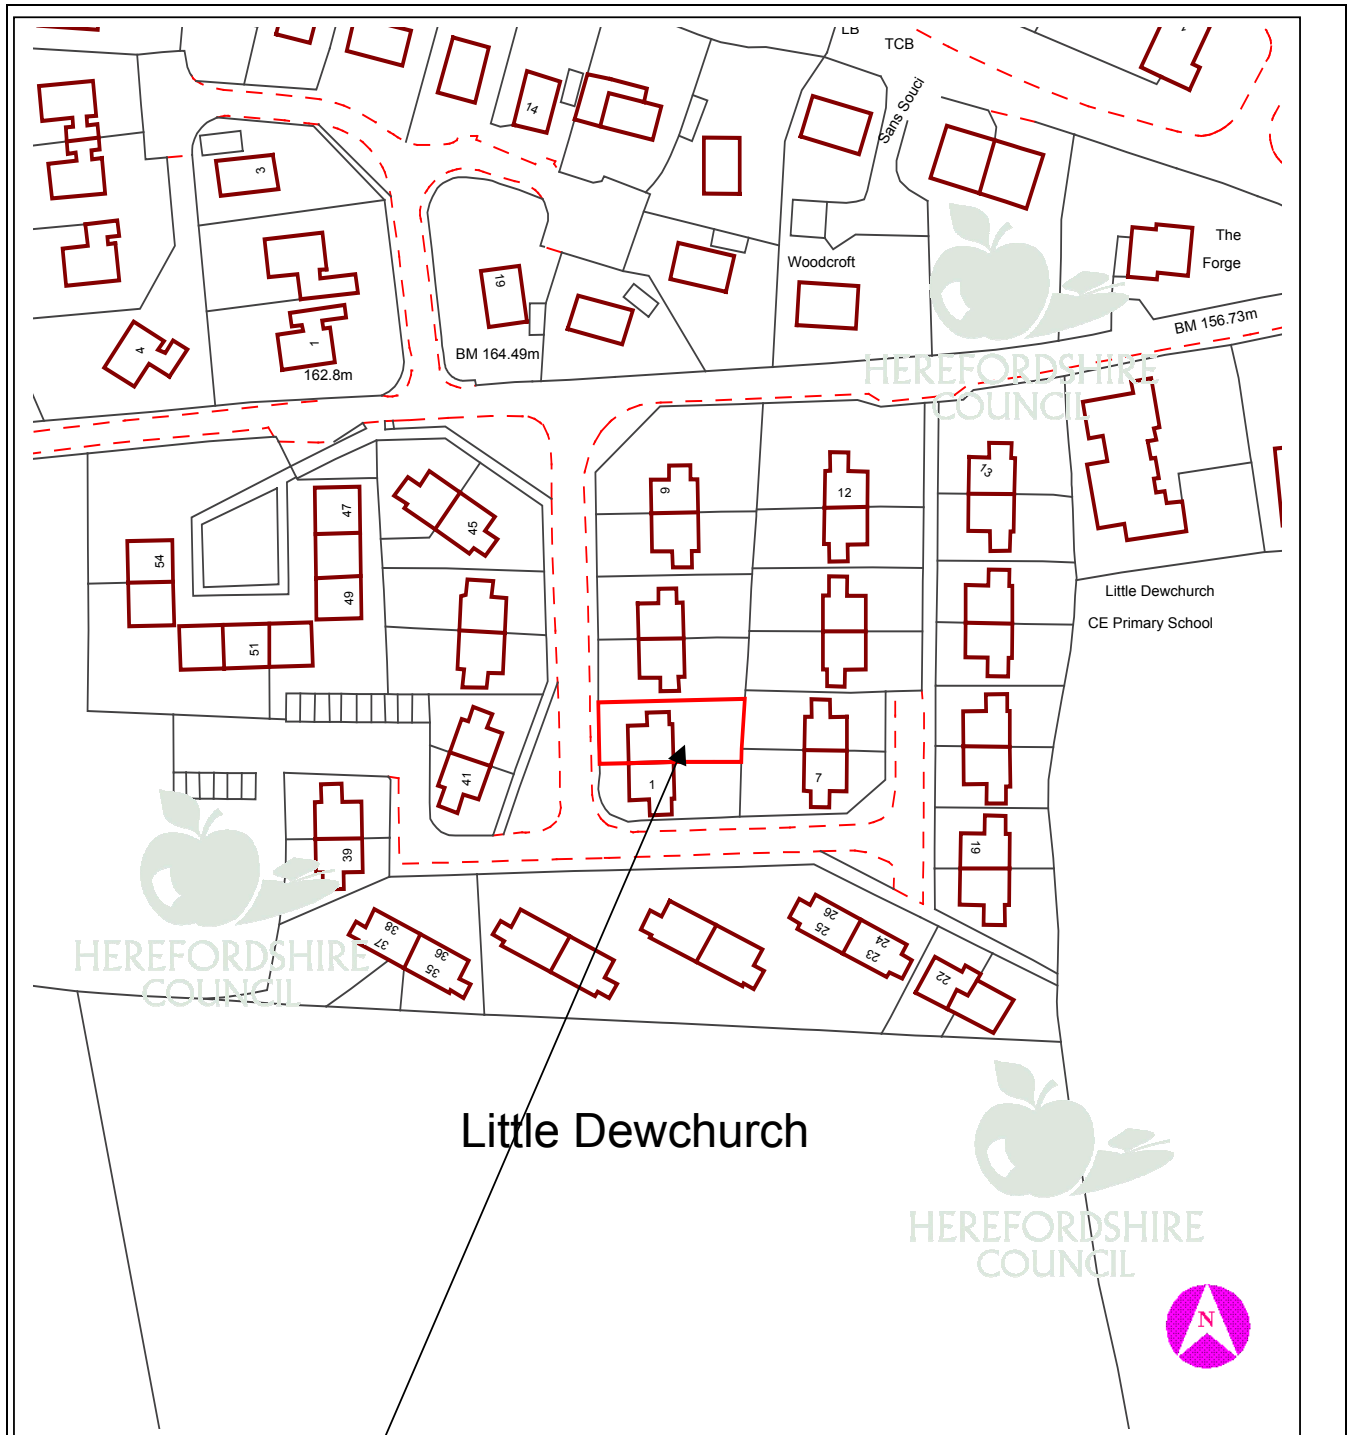 LB
TCB
Sans Souci
14
3
The
Forge
Woodcroft
19
BM 156.73m
BM 164.49m
1
4
162.8m
HEREFORDSHIRE
COUNCIL
9
12
13
47
45
54
49
51
Little Dewchurch
CE Primary School
41
1
7
39
19
HEREFORDSHIRE
COUNCIL
38
37
36
35
26
25
24
23
22
Little Dewchurch
HEREFORDSHIRE
COUNCIL
N